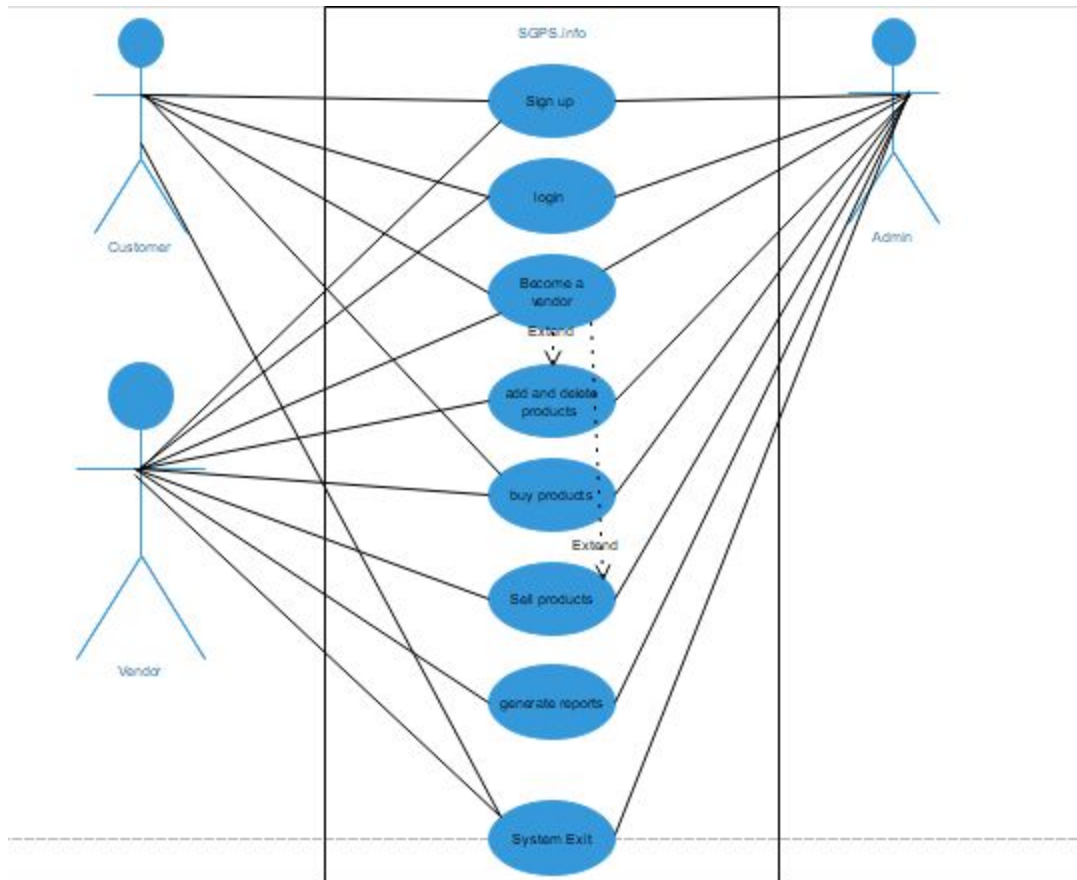 SGPS.info
Sign up
login
Customer
Admin
Become a
vendor
Extend
add and delete
products
buy products
Extend
Sell products
Vendor
generate reports
System Exit